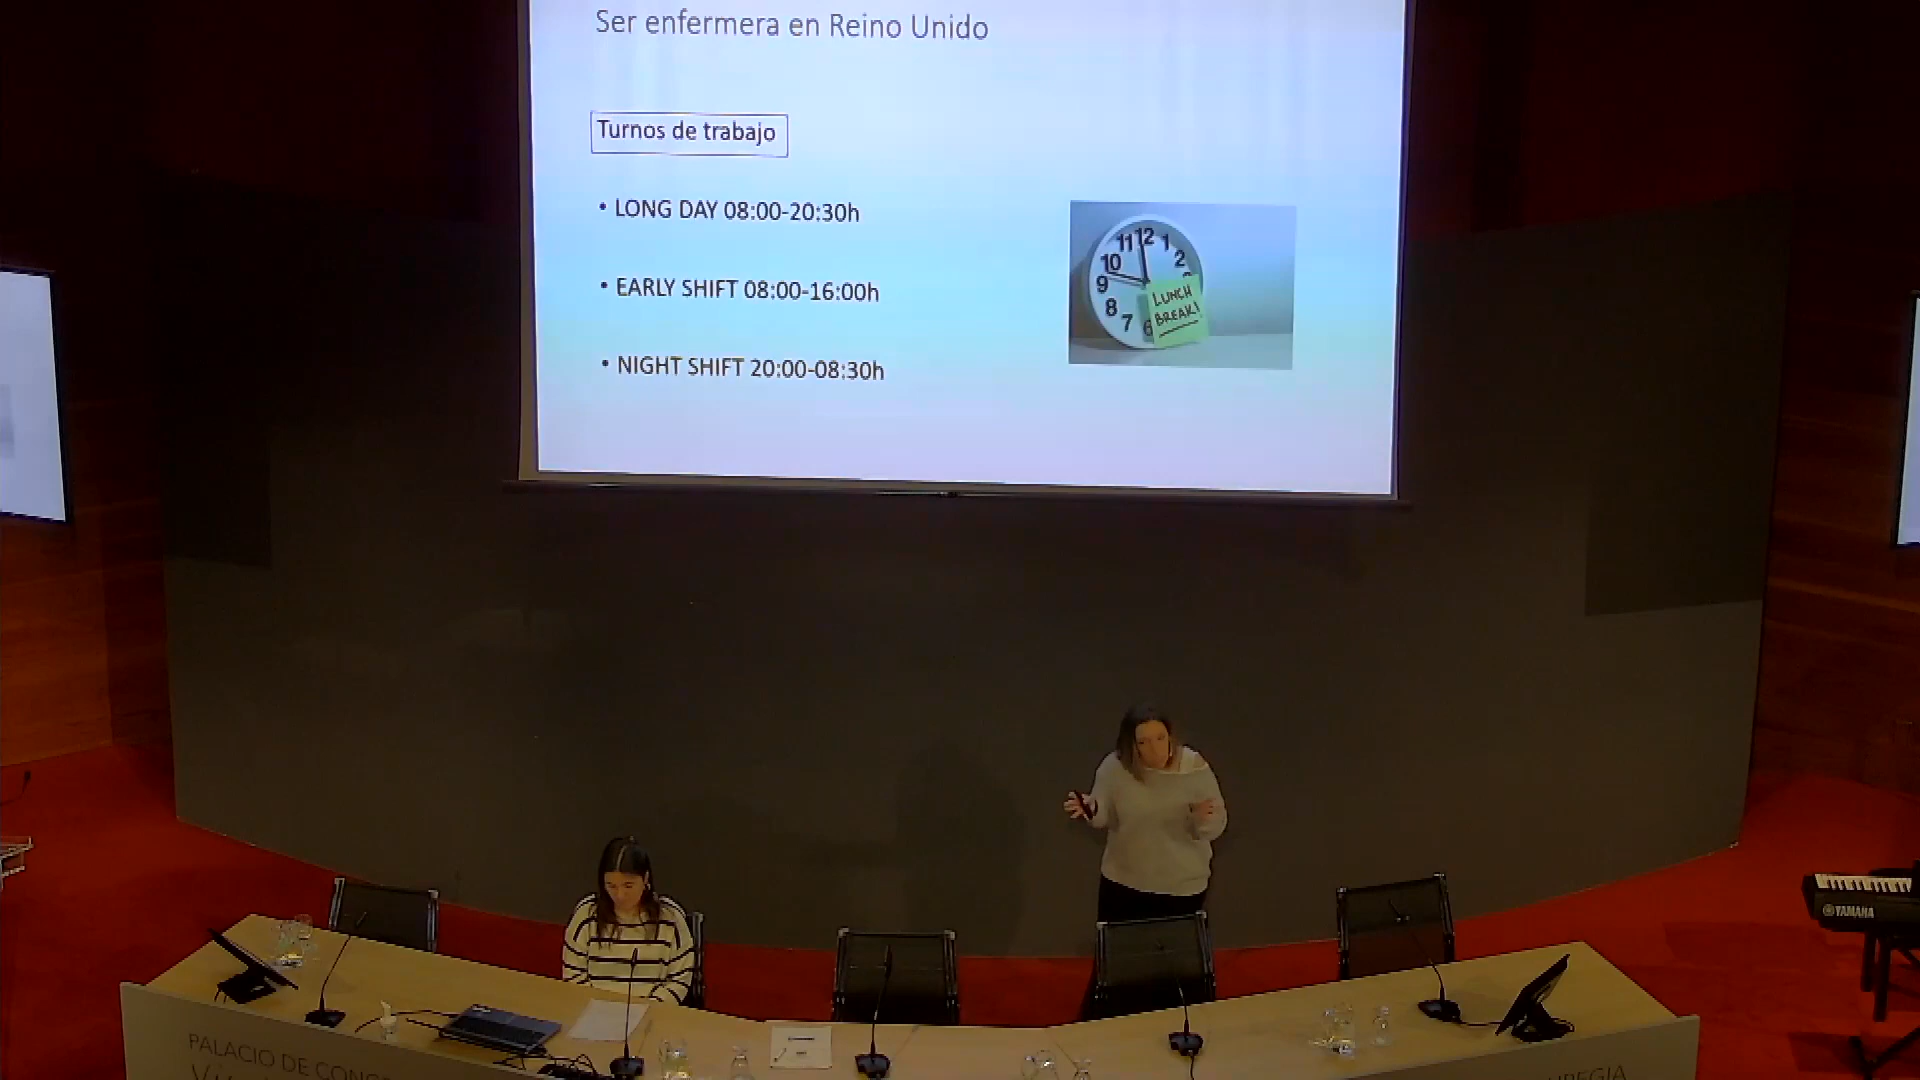 Ser enfermera en Reino Unido
Turnos de trabajo
• LONG DAY 08:00-20:30h
• EARLY SHIFT 08:00-16:00h
• NIGHT SHIFT 20:00-08:30h
11 12 1
10 2
9
8
7 6
LUNCH
BREAK!
YAMAHA
PALACIO DE CONG